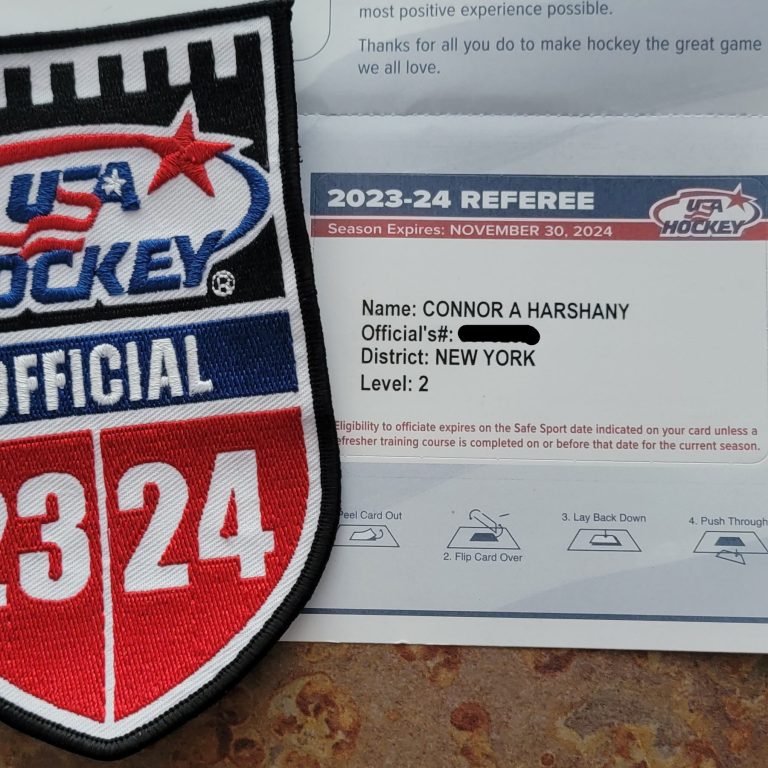 most positive experience possible.
Thanks for all you do to make hockey the great game
we all love.
USA
HOCKEY
®
OFFICIAL
23 24
2023-24 REFEREE
Season Expires: NOVEMBER 30, 2024
USA
HOCKEY
Name: CONNOR A HARSHANY
Official's#:
District: NEW YORK
Level: 2
Eligibility to officiate expires on the Safe Sport date indicated on your card unless a
refresher training course is completed on or before that date for the current season.
Peel Card Out
2. Flip Card Over
3. Lay Back Down
4. Push Through